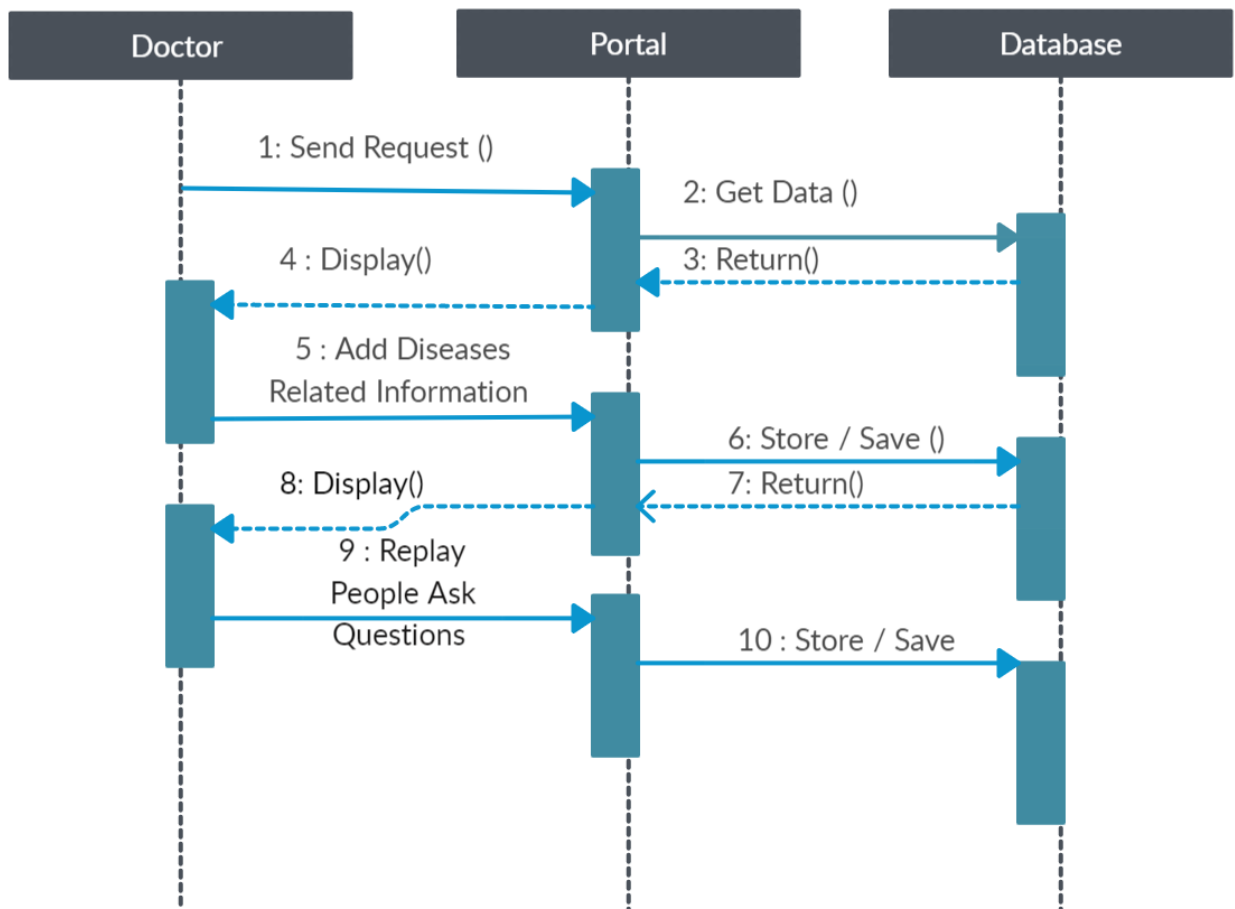 Doctor
Portal
Database
1: Send Request ()
2: Get Data ()
4 : Display()
3: Return()
5 : Add Diseases
Related Information
6: Store / Save ()
8: Display()
7: Return()
9 : Replay
People Ask
Questions
10 : Store / Save